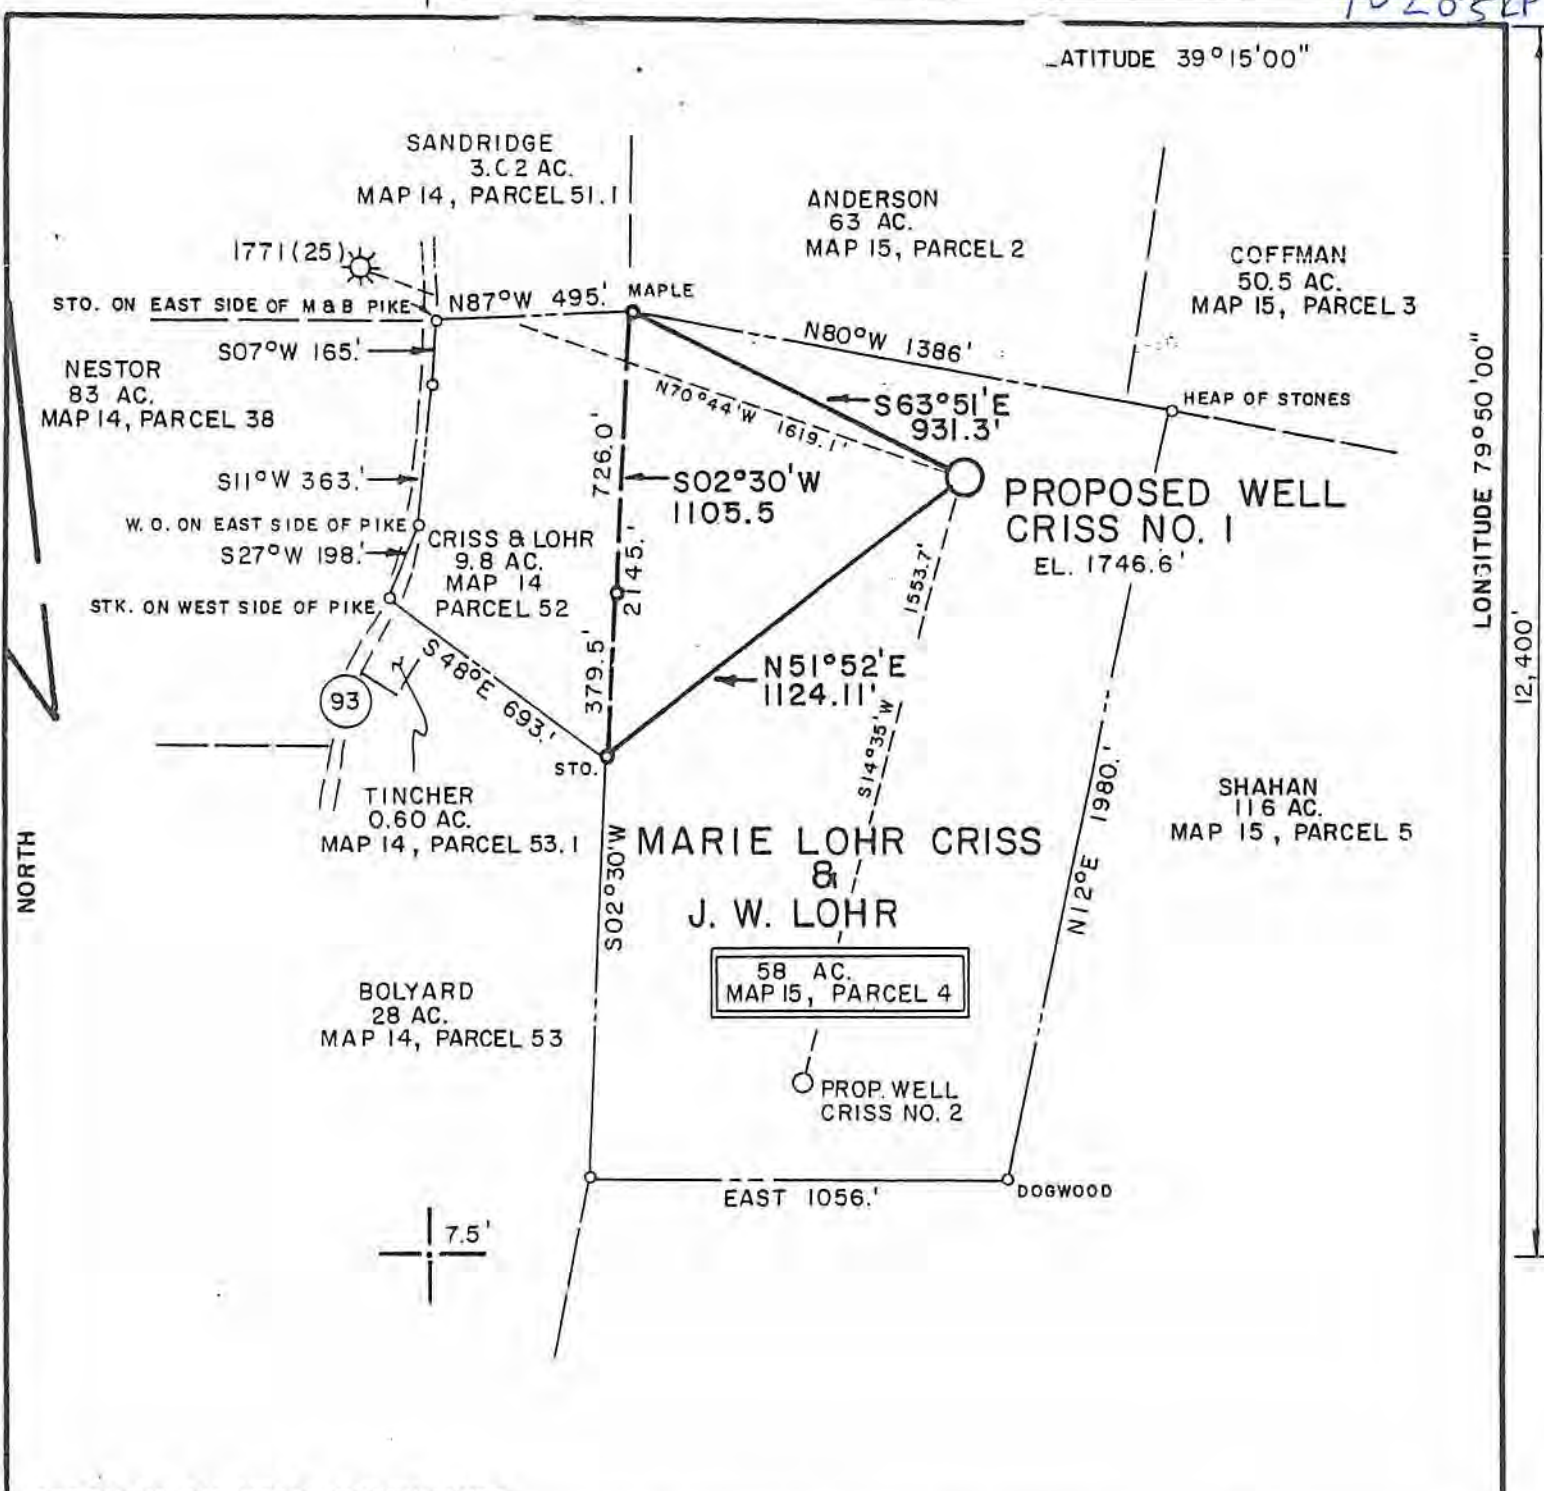 LATITUDE 39°15'00"
SANDRIDGE
3.02 AC.
MAP 14, PARCEL 51.1
ANDERSON
63 AC.
MAP 15, PARCEL 2
COFFMAN
50.5 AC.
MAP 15, PARCEL 3
1771(25)
STO. ON EAST SIDE OF M & B PIKE
N87°W 495.'
MAPLE
N80°W 1386'
HEAP OF STONES
S07°W 165.'
NESTOR
83 AC.
MAP 14, PARCEL 38
N70°44'W 1619.1'
S63°51'E
931.3'
LONGITUDE 79°50'00"
726.0'
S02°30'W
1105.5
S11°W 363.'
PROPOSED WELL
CRISS NO. 1
EL. 1746.6'
W.O. ON EAST SIDE OF PIKE
S27°W 198.'
CRISS & LOHR
9.8 AC.
MAP 14
PARCEL 52
2145.'
1553.7'
STK. ON WEST SIDE OF PIKE
S48°E 693.'
379.5'
N51°52'E
1124.11'
12,400'
93
S14°35'W
STO.
N12°E 1980.'
TINCHER
0.60 AC.
MAP 14, PARCEL 53.1
SHAHAN
116 AC.
MAP 15, PARCEL 5
NORTH
S02°30'W
MARIE LOHR CRISS
&
J. W. LOHR
58 AC.
MAP 15, PARCEL 4
BOLYARD
28 AC.
MAP 14, PARCEL 53
PROP. WELL
CRISS NO. 2
EAST 1056.'
DOGWOOD
7.5'